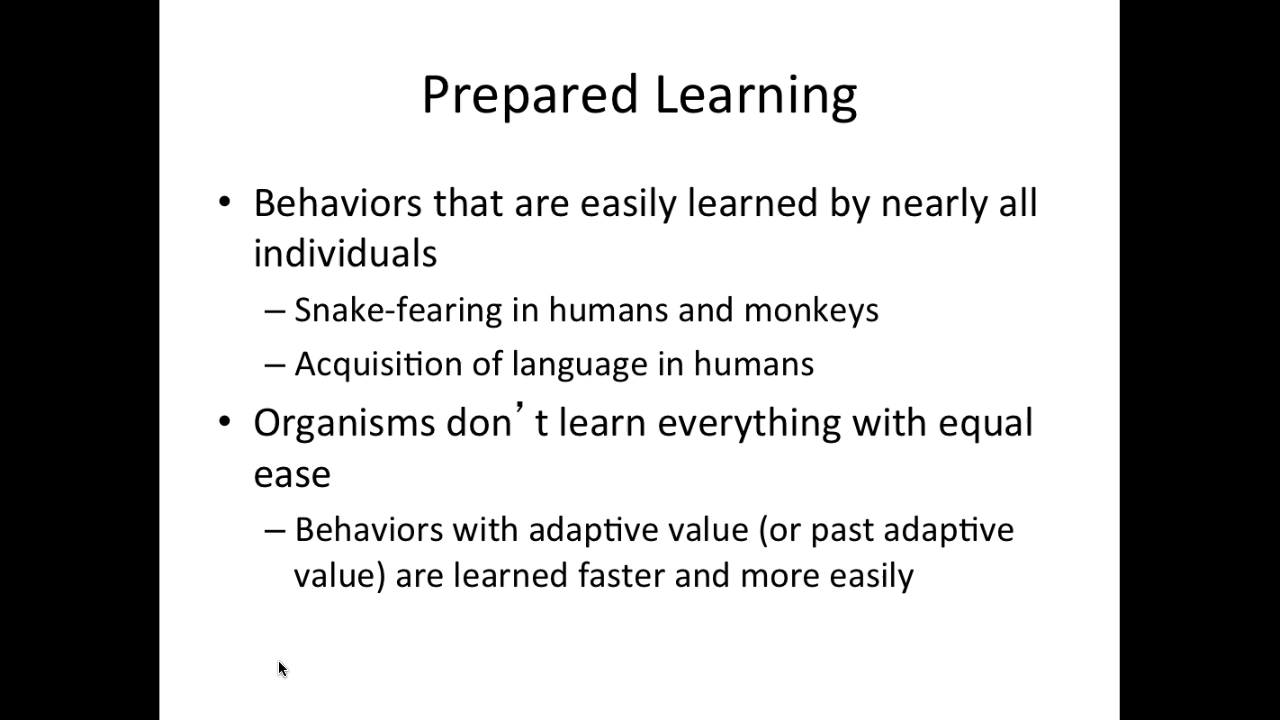 Prepared Learning
• Behaviors that are easily learned by nearly all
individuals
– Snake-fearing in humans and monkeys
– Acquisition of language in humans
• Organisms don’t learn everything with equal
ease
– Behaviors with adaptive value (or past adaptive
value) are learned faster and more easily